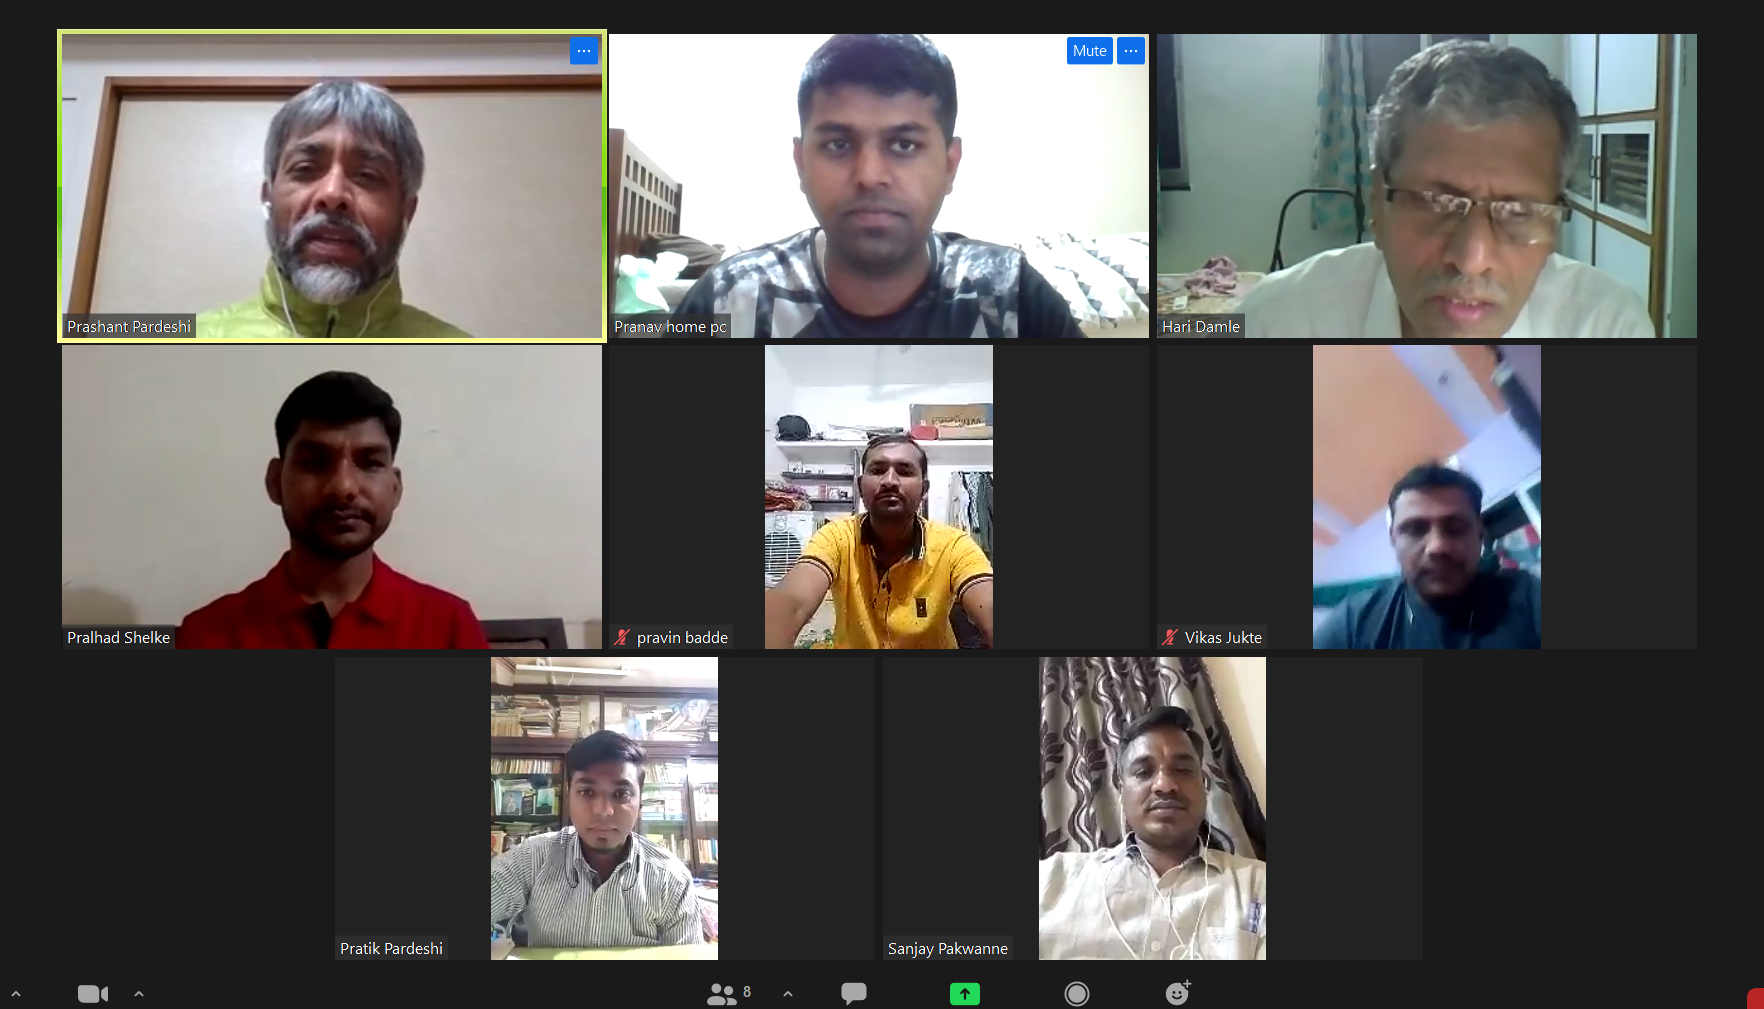 Mute
Prashant Pardeshi
Pranav home pc
Hari Damle
Pralhad Shelke
pravin badde
Vikas Jukte
Pratik Pardeshi
Sanjay Pakwanne
8